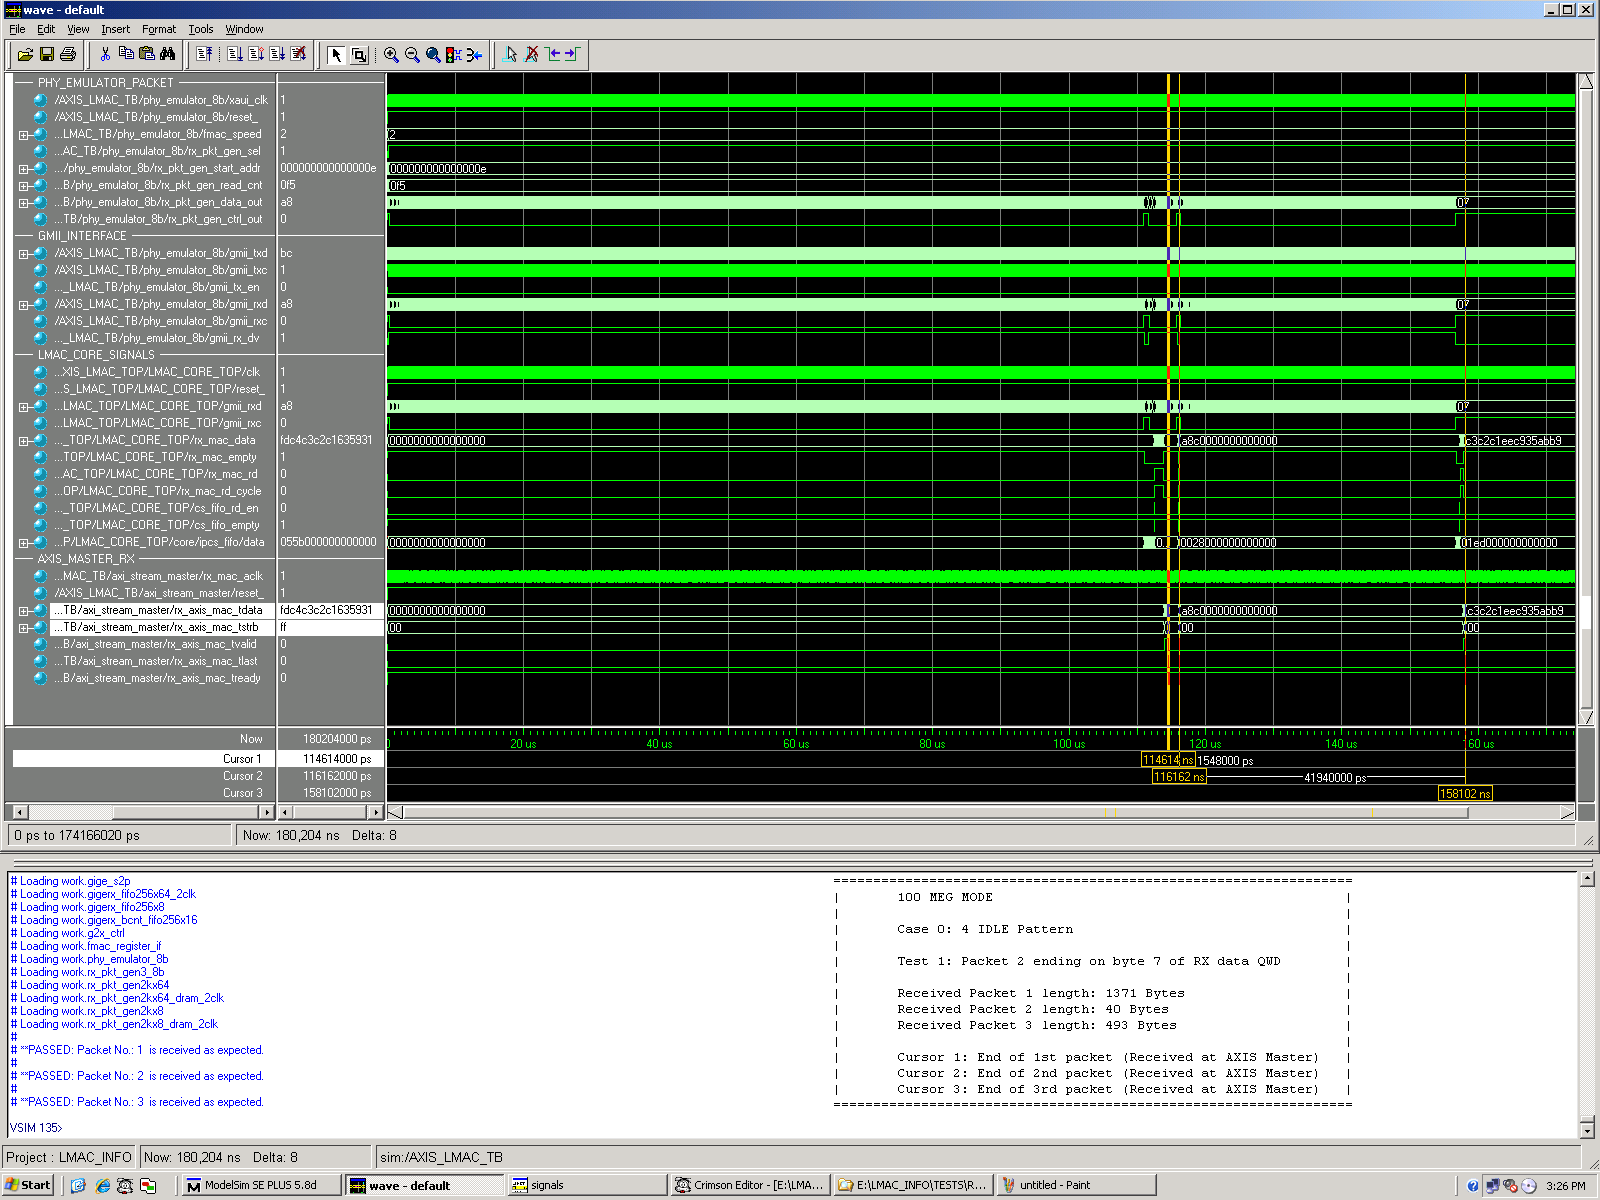 wave - default
File Edit View Insert Format Tools Window
PHY_EMULATOR_PACKET
/AXIS_LMAC_TB/phy_emulator_8b/xaui_clk 1
/AXIS_LMAC_TB/phy_emulator_8b/reset_ 1
...LMAC_TB/phy_emulator_8b/fmac_speed 2 2
...AC_TB/phy_emulator_8b/rx_pkt_gen_sel 1
.../phy_emulator_8b/rx_pkt_gen_start_addr 000000000000000e 000000000000000e
...B/phy_emulator_8b/rx_pkt_gen_read_cnt 0f5 0f5
...B/phy_emulator_8b/rx_pkt_gen_data_out a8 07
...TB/phy_emulator_8b/rx_pkt_gen_ctrl_out 0
GMII_INTERFACE
/AXIS_LMAC_TB/phy_emulator_8b/gmii_txd bc
/AXIS_LMAC_TB/phy_emulator_8b/gmii_txc 1
..._LMAC_TB/phy_emulator_8b/gmii_tx_en 0
/AXIS_LMAC_TB/phy_emulator_8b/gmii_rxd a8 07
/AXIS_LMAC_TB/phy_emulator_8b/gmii_rxc 0
..._LMAC_TB/phy_emulator_8b/gmii_rx_dv 1
LMAC_CORE_SIGNALS
...XIS_LMAC_TOP/LMAC_CORE_TOP/clk 1
...S_LMAC_TOP/LMAC_CORE_TOP/reset_ 1
...LMAC_TOP/LMAC_CORE_TOP/gmii_rxd a8 07
...LMAC_TOP/LMAC_CORE_TOP/gmii_rxc 0
..._TOP/LMAC_CORE_TOP/rx_mac_data fdc4c3c2c1635931 0000000000000000 a8c0000000000000 c3c2c1eec935abb9
...TOP/LMAC_CORE_TOP/rx_mac_empty 1
...AC_TOP/LMAC_CORE_TOP/rx_mac_rd 0
...OP/LMAC_CORE_TOP/rx_mac_rd_cycle 0
..._TOP/LMAC_CORE_TOP/cs_fifo_rd_en 0
..._TOP/LMAC_CORE_TOP/cs_fifo_empty 1
...P/LMAC_CORE_TOP/core/ipcs_fifo/data 055b000000000000 0000000000000000 0... 0028000000000000 01ed000000000000
AXIS_MASTER_RX
...MAC_TB/axi_stream_master/rx_mac_aclk 1
/AXIS_LMAC_TB/axi_stream_master/reset_ 1
...TB/axi_stream_master/rx_axis_mac_tdata fdc4c3c2c1635931 0000000000000000 a8c0000000000000 c3c2c1eec935abb9
...TB/axi_stream_master/rx_axis_mac_tstrb ff 00 00 00
...B/axi_stream_master/rx_axis_mac_tvalid 0
...TB/axi_stream_master/rx_axis_mac_tlast 0
...B/axi_stream_master/rx_axis_mac_tready 0
Now 180204000 ps 20 us 40 us 60 us 80 us 100 us 120 us 140 us 60 us
Cursor 1 114614000 ps 114614 ns 1548000 ps
Cursor 2 116162000 ps 116162 ns 41940000 ps
Cursor 3 158102000 ps 158102 ns
0 ps to 174166020 ps Now: 180,204 ns Delta: 8
# Loading work.gige_s2p
# Loading work.gigerx_fifo256x64_2clk
# Loading work.gigerx_fifo256x8
# Loading work.gigerx_bcnt_fifo256x16
# Loading work.g2x_ctrl
# Loading work.fmac_register_if
# Loading work.phy_emulator_8b
# Loading work.rx_pkt_gen3_8b
# Loading work.rx_pkt_gen2kx64
# Loading work.rx_pkt_gen2kx64_dram_2clk
# Loading work.rx_pkt_gen2kx8
# Loading work.rx_pkt_gen2kx8_dram_2clk
#
# **PASSED: Packet No.: 1 is received as expected.
#
# **PASSED: Packet No.: 2 is received as expected.
#
# **PASSED: Packet No.: 3 is received as expected.
VSIM 135>
100 MEG MODE
Case 0: 4 IDLE Pattern
Test 1: Packet 2 ending on byte 7 of RX data QWD
Received Packet 1 length: 1371 Bytes
Received Packet 2 length: 40 Bytes
Received Packet 3 length: 493 Bytes
Cursor 1: End of 1st packet (Received at AXIS Master)
Cursor 2: End of 2nd packet (Received at AXIS Master)
Cursor 3: End of 3rd packet (Received at AXIS Master)
Project : LMAC_INFO Now: 180,204 ns Delta: 8 sim:/AXIS_LMAC_TB
Start ModelSim SE PLUS 5.8d wave - default signals Crimson Editor - [E:\LMA... E:\LMAC_INFO\TESTS\R... untitled - Paint 3:26 PM